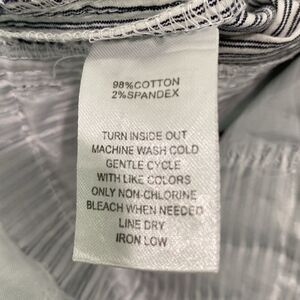 98%COTTON
2%SPANDEX
TURN INSIDE OUT
MACHINE WASH COLD
GENTLE CYCLE
WITH LIKE COLORS
ONLY NON-CHLORINE
BLEACH WHEN NEEDED
LINE DRY
IRON LOW